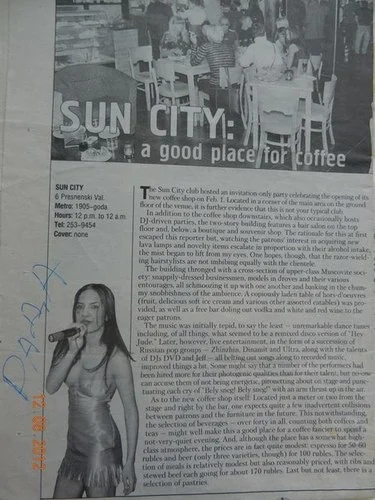 SUN CITY:
a good place for coffee
SUN CITY
6 Presnenski Val.
Metro: 1905-goda
Hours: 12 p.m. to 12 a.m
Tel: 253-9454
Cover: none
The Sun City club hosted an invitation-only party celebrating the opening of its
new coffee shop on Feb. 1. Located in a corner of the main area on the ground
floor of the venue, it is further evidence that this is not your typical club.
In addition to the coffee shop downstairs, which also occasionally hosts
DJ-driven parties, the two-story building features a hair salon on the top
floor and, below, a boutique and souvenir shop. The rationale for this at first
escaped this reporter but, watching the patrons' interest in acquiring new
lava lamps and novelty items escalate in proportion with their alcohol intake,
the mist began to lift from my eyes. One hopes, though, that the razor-wield-
ing hairstylists are not imbibing equally with the clientele.
The building thronged with a cross-section of upper-class Muscovite soci-
ety: snappily-dressed businessmen, models in droves and their various
entourages, all schmoozing it up with one another and basking in the chum-
my snobbishness of the ambience. A copiously laden table of hors-d'oeuvres
(fruit, delicious soft ice cream and various other assorted eatables) was pro-
vided, as well as a free bar doling out vodka and white and red wine to the
eager patrons.
The music was initially tepid, to say the least — unremarkable dance tunes
including, of all things, what seemed to be a remixed disco version of "Hey
Jude." Later, however, live entertainment, in the form of a succession of
Russian pop groups — Zhinzhin, Dinamit and Ultra, along with the talents
of DJs DVD and Jeff — all belting out songs along to recorded music,
improved things a bit. Some might say that a number of the performers had
been hired more for their photogenic qualities than for their talent, but no-one
can accuse them of not being energetic, pirouetting about on stage and punc-
tuating each cry of "Bely sneg! Bely sneg!" with an arm thrust up in the air.
As to the new coffee shop itself: Located just a meter or two from the
stage and right by the bar, one expects quite a few inadvertent collisions
between patrons and the furniture in the future. This notwithstanding,
the selection of beverages — over forty in all, counting both coffees and
teas — might well make this a good place for a coffee fancier to spend a
not-very-quiet evening. And, although the place has a somewhat high-
class atmosphere, the prices are in fact quite modest: espresso for 50-60
rubles and beer (only three varieties, though) for 100 rubles. The selec-
tion of meals is relatively modest but also reasonably priced, with ribs and
stewed beef each going for about 170 rubles. Last but not least, there is a
selection of pastries.